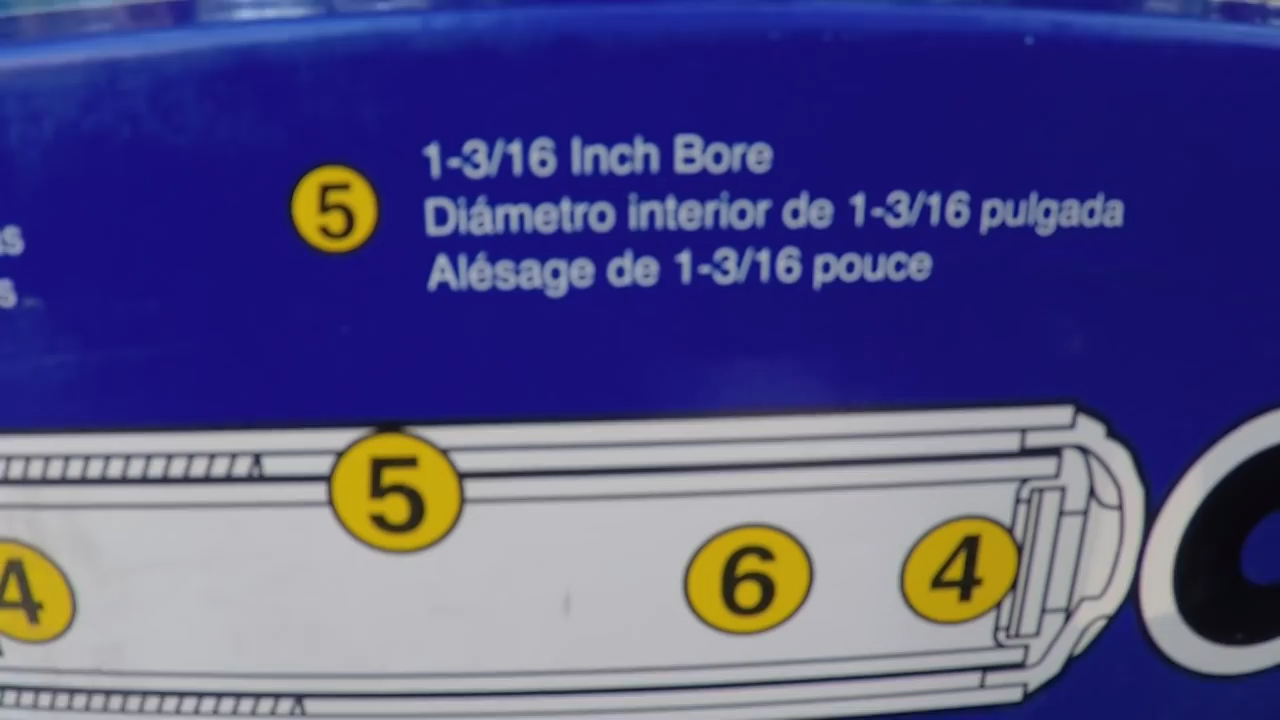 5
1-3/16 Inch Bore
Diámetro interior de 1-3/16 pulgada
Alésage de 1-3/16 pouce
5
6
4
4